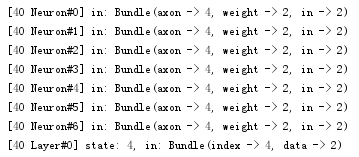 [40 Neuron#0] in: Bundle(axon -> 4, weight -> 2, in -> 2)
[40 Neuron#1] in: Bundle(axon -> 4, weight -> 2, in -> 2)
[40 Neuron#2] in: Bundle(axon -> 4, weight -> 2, in -> 2)
[40 Neuron#3] in: Bundle(axon -> 4, weight -> 2, in -> 2)
[40 Neuron#4] in: Bundle(axon -> 4, weight -> 2, in -> 2)
[40 Neuron#5] in: Bundle(axon -> 4, weight -> 2, in -> 2)
[40 Neuron#6] in: Bundle(axon -> 4, weight -> 2, in -> 2)
[40 Layer#0] state: 4, in: Bundle(index -> 4, data -> 2)